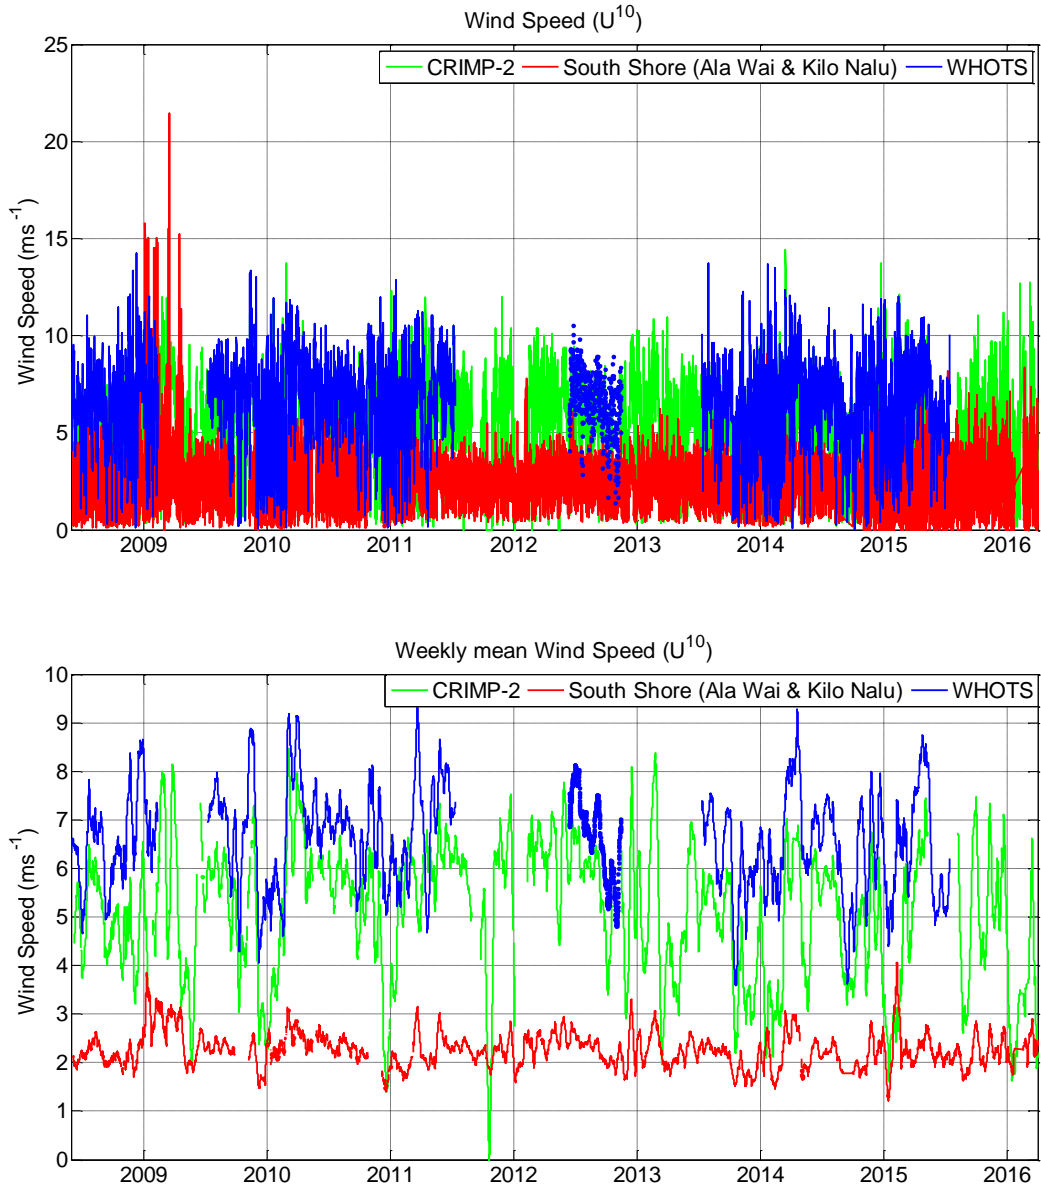 Wind Speed (U10)
25
20
15
10
5
0
Wind Speed (ms -1)
CRIMP-2 South Shore (Ala Wai & Kilo Nalu) WHOTS
2009 2010 2011 2012 2013 2014 2015 2016
Weekly mean Wind Speed (U10)
10
9
8
7
6
5
4
3
2
1
0
Wind Speed (ms-1)
CRIMP-2 South Shore (Ala Wai & Kilo Nalu) WHOTS
2009 2010 2011 2012 2013 2014 2015 2016